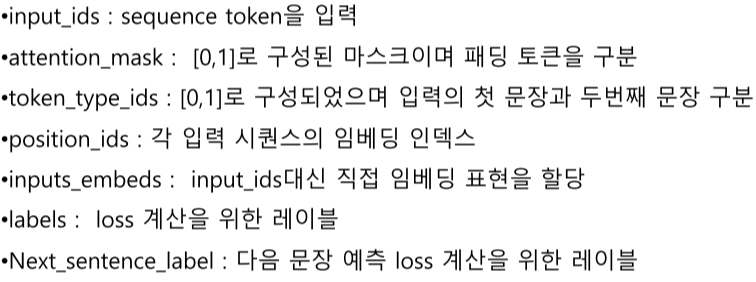 •input_ids : sequence token을 입력
•attention_mask :  [0,1]로 구성된 마스크이며 패딩 토큰을 구분
•token_type_ids : [0,1]로 구성되었으며 입력의 첫 문장과 두번째 문장 구분
•position_ids : 각 입력 시퀀스의 임베딩 인덱스
•inputs_embeds :  input_ids대신 직접 임베딩 표현을 할당
•labels :  loss 계산을 위한 레이블
•Next_sentence_label : 다음 문장 예측 loss 계산을 위한 레이블